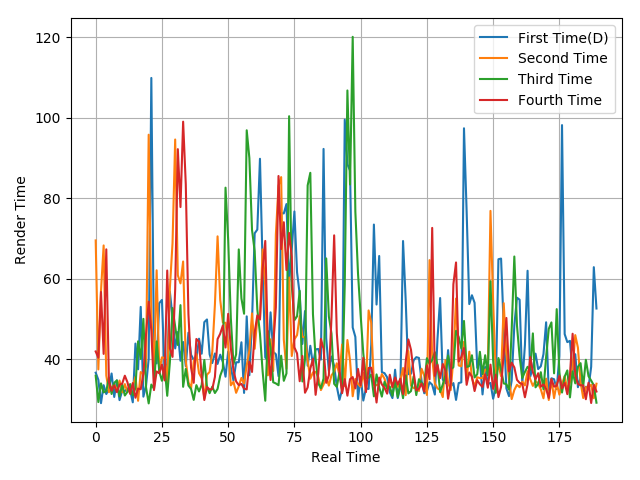 First Time(D)
Second Time
Third Time
Fourth Time
120
100
80
60
40
Render Time
0 25 50 75 100 125 150 175
Real Time